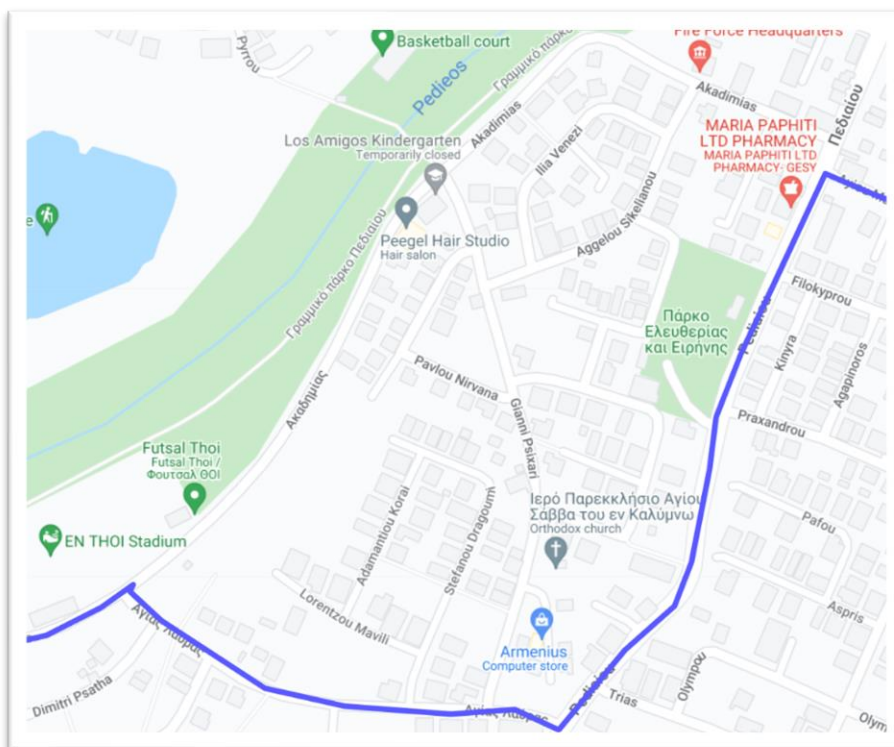 Fire Force Headquarters
Basketball court
Pyrrou
Pedieos
Γραμμικό πάρκο
Akadimias
Akadimias
Πεδιαίου
MARIA PAPHITI
LTD PHARMACY
MARIA PAPHITI LTD
PHARMACY- GESY
Los Amigos Kindergarten
Temporarily closed
Ilia Venezi
Peegel Hair Studio
Hair salon
Aggelou Sikelianou
Γραμμικό πάρκο Πεδιαίου
Filokyprou
Πάρκο
Ελευθερίας
και Ειρήνης
Pediaiou
Kinyra
Agapinoros
Pavlou Nirvana
Ακαδημίας
Gianni Psixari
Praxandrou
Futsal Thoi
Futsal Thoi /
Φουτσαλ ΘΟΙ
Ιερό Παρεκκλήσιο Αγίου
Σάββα του εν Καλύμνω
Orthodox church
Pafou
EN THOI Stadium
Adamantiou Korai
Stefanou Dragoumi
Aspris
Lorentzou Mavili
Αγίας Λαύρας
Armenius
Computer store
Olympou
Pediaiou
Trias
Dimitri Psatha
Αγίας Λαύρας
Olym